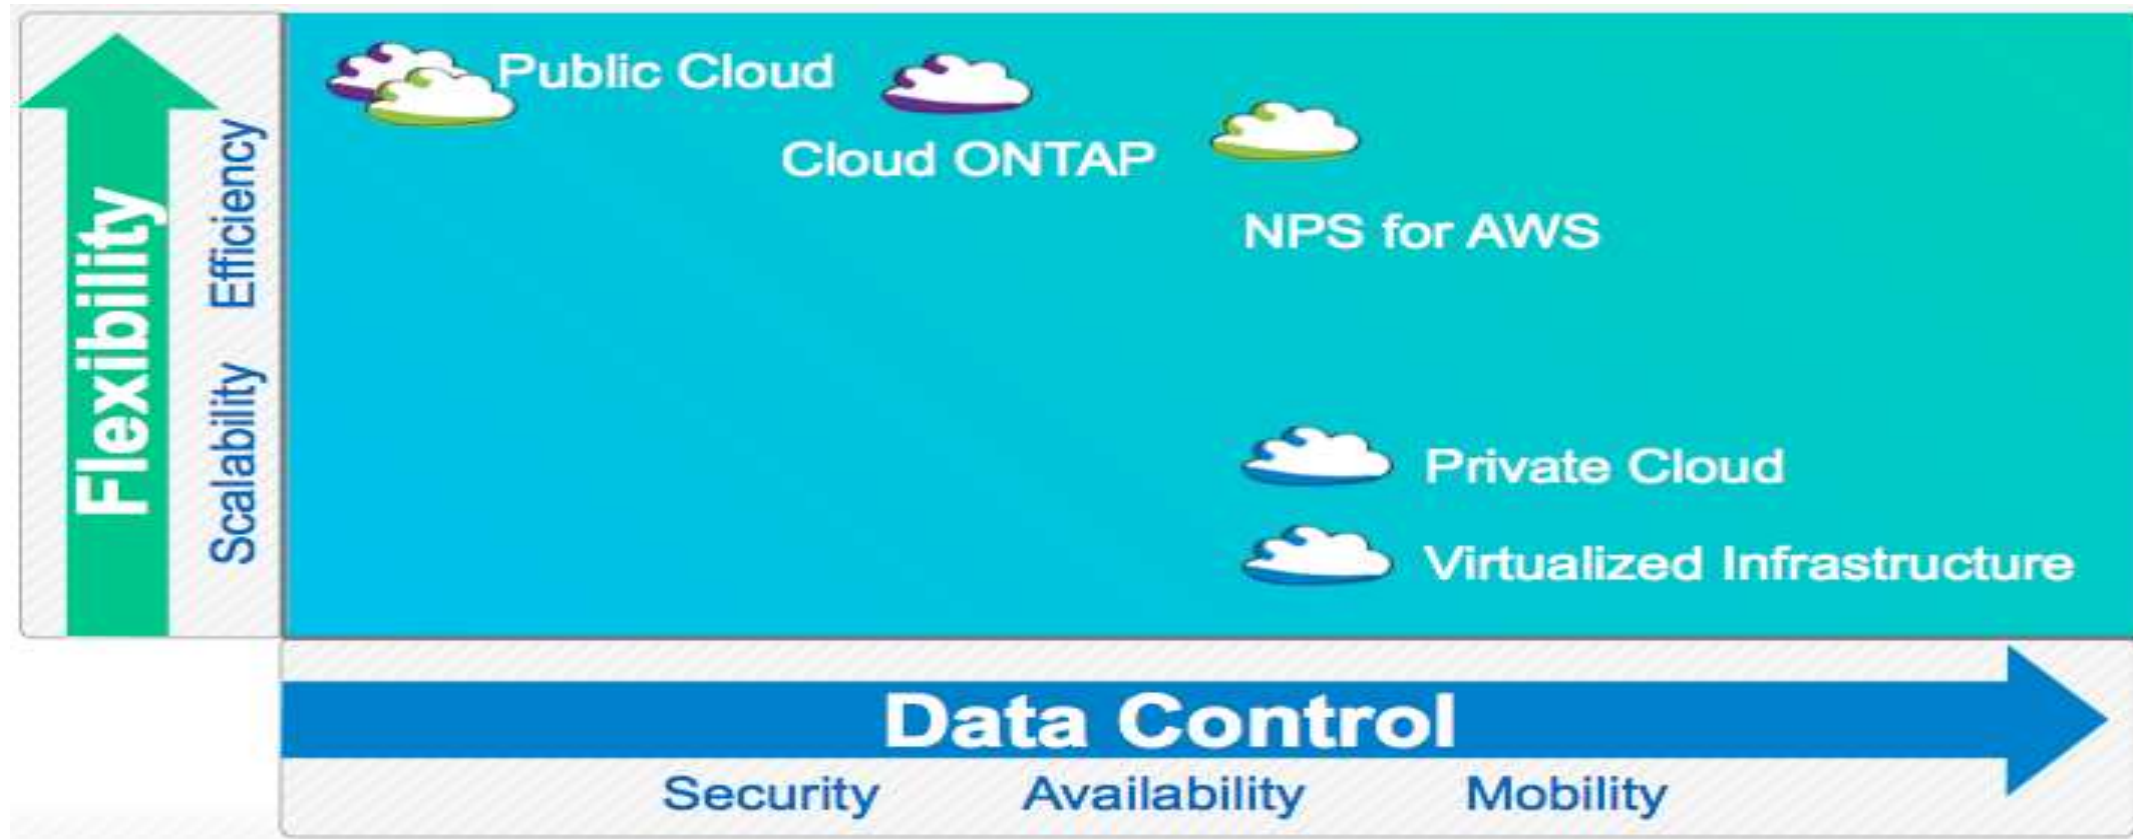 Flexibility
Scalability Efficiency
Public Cloud
Cloud ONTAP
NPS for AWS
Private Cloud
Virtualized Infrastructure
Data Control
Security Availability Mobility